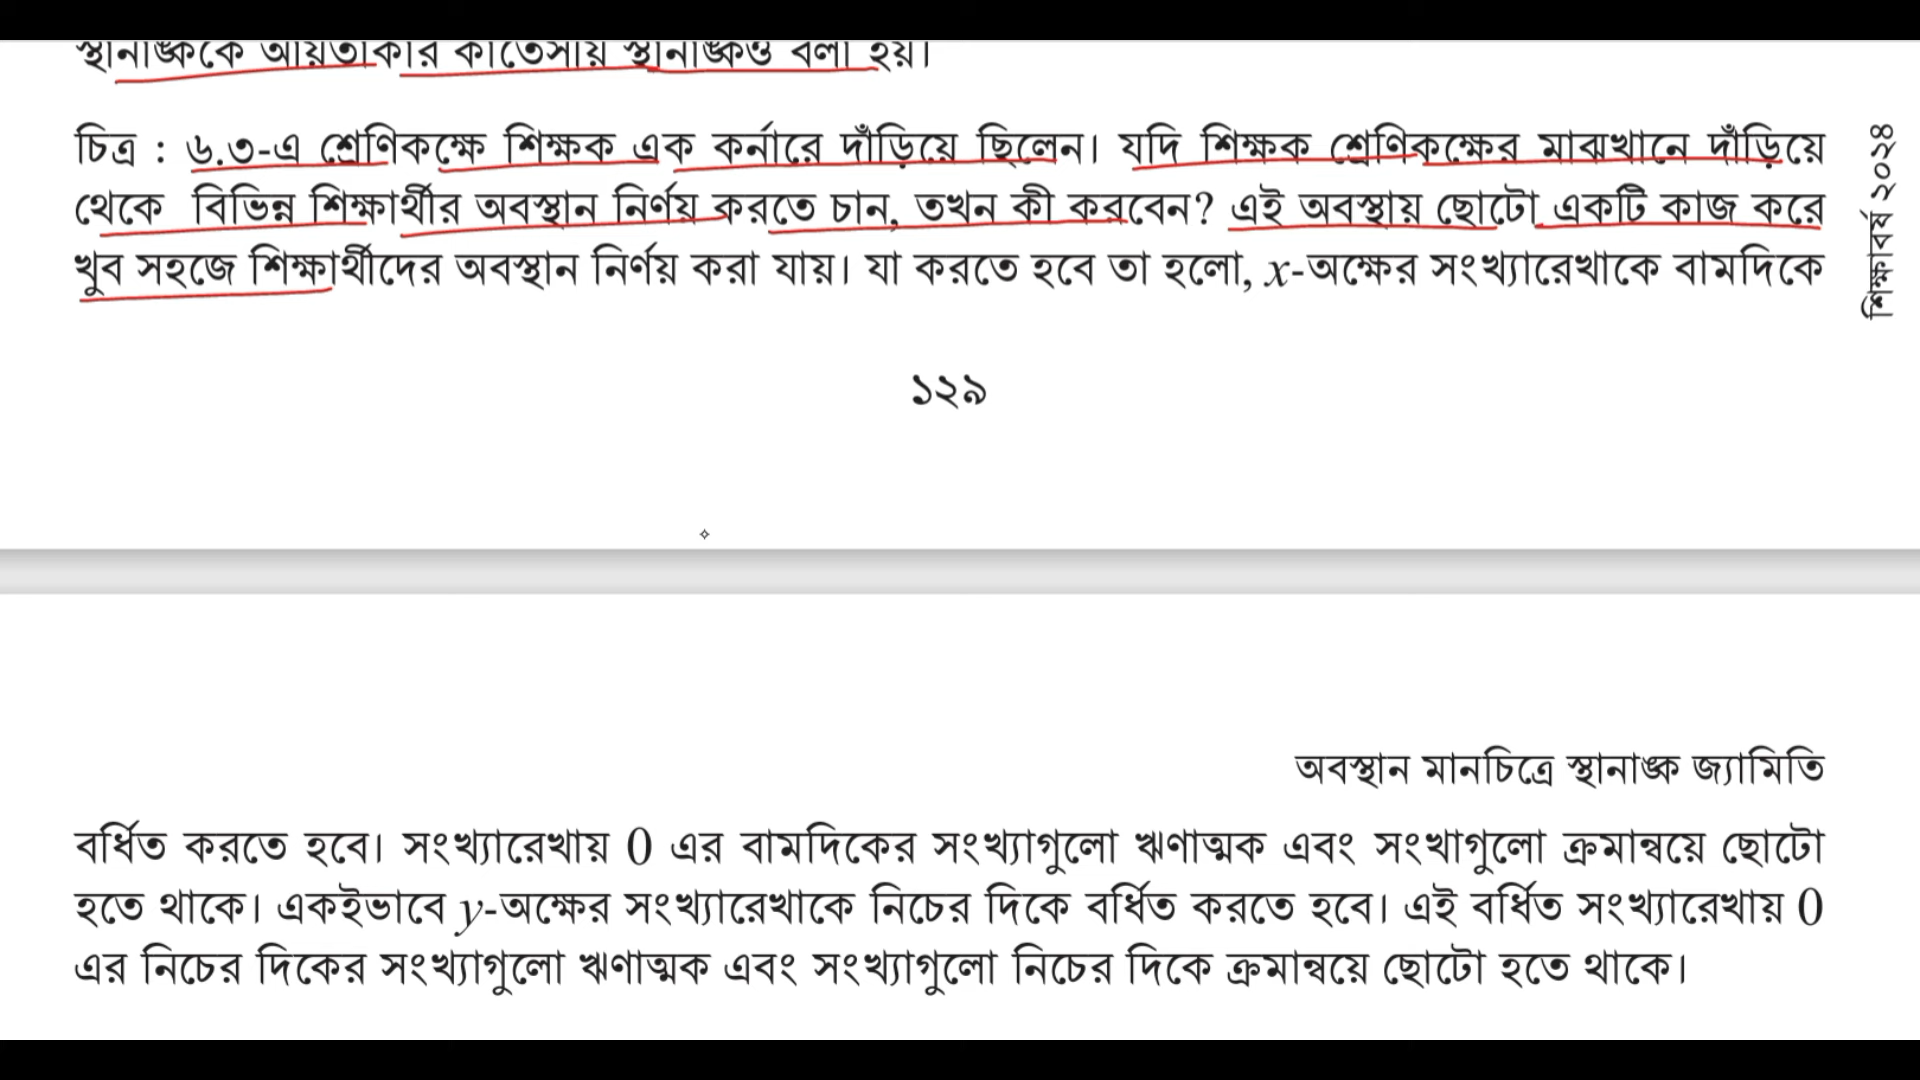 স্থানাঙ্ককে আয়তাকার কার্তেসীয় স্থানাঙ্কও বলা হয়।
চিত্র : ৬.৩-এ শ্রেণিকক্ষে শিক্ষক এক কর্নারে দাঁড়িয়ে ছিলেন। যদি শিক্ষক শ্রেণিকক্ষের মাঝখানে দাঁড়িয়ে
থেকে বিভিন্ন শিক্ষার্থীর অবস্থান নির্ণয় করতে চান, তখন কী করবেন? এই অবস্থায় ছোটো একটি কাজ করে
খুব সহজে শিক্ষার্থীদের অবস্থান নির্ণয় করা যায়। যা করতে হবে তা হলো, x-অক্ষের সংখ্যারেখাকে বামদিকে
শিক্ষাবর্ষ ২০২৪
১২৯
অবস্থান মানচিত্রে স্থানাঙ্ক জ্যামিতি
বর্ধিত করতে হবে। সংখ্যারেখায় 0 এর বামদিকের সংখ্যাগুলো ঋণাত্মক এবং সংখাগুলো ক্রমান্বয়ে ছোটো
হতে থাকে। একইভাবে y-অক্ষের সংখ্যারেখাকে নিচের দিকে বর্ধিত করতে হবে। এই বর্ধিত সংখ্যারেখায় 0
এর নিচের দিকের সংখ্যাগুলো ঋণাত্মক এবং সংখ্যাগুলো নিচের দিকে ক্রমান্বয়ে ছোটো হতে থাকে।